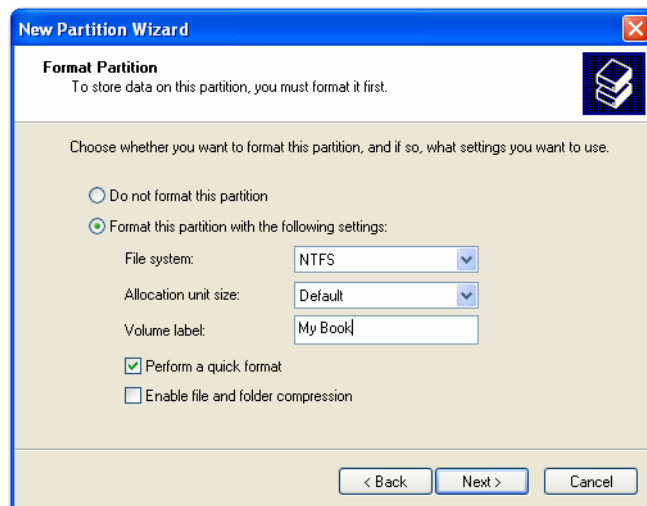 New Partition Wizard
Format Partition
To store data on this partition, you must format it first.
Choose whether you want to format this partition, and if so, what settings you want to use.
Do not format this partition
Format this partition with the following settings:
File system: NTFS
Allocation unit size: Default
Volume label: My Book
Perform a quick format
Enable file and folder compression
< Back Next > Cancel